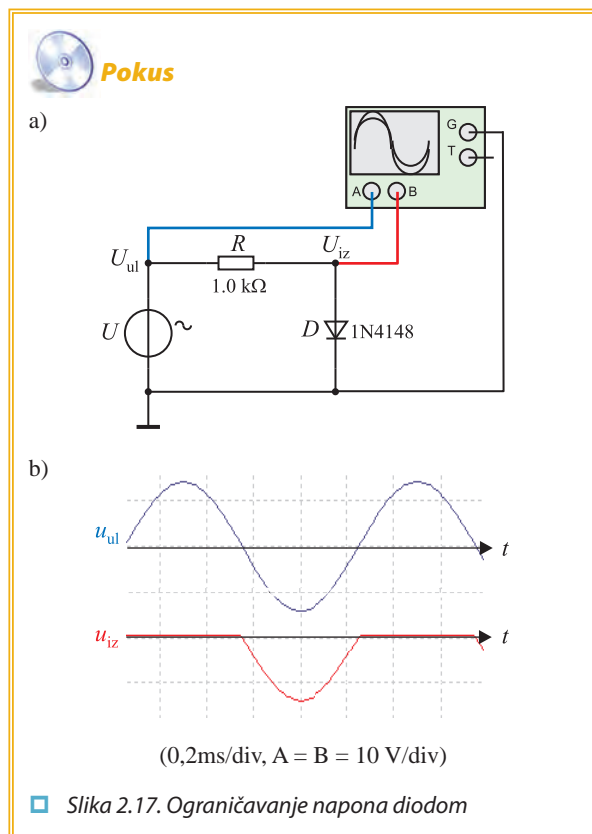 Pokus
a)
G
T
A B
U_ul R U_iz
1.0 kΩ
U ~ D 1N4148
b)
u_ul t
u_iz t
(0,2ms/div, A = B = 10 V/div)
Slika 2.17. Ograničavanje napona diodom